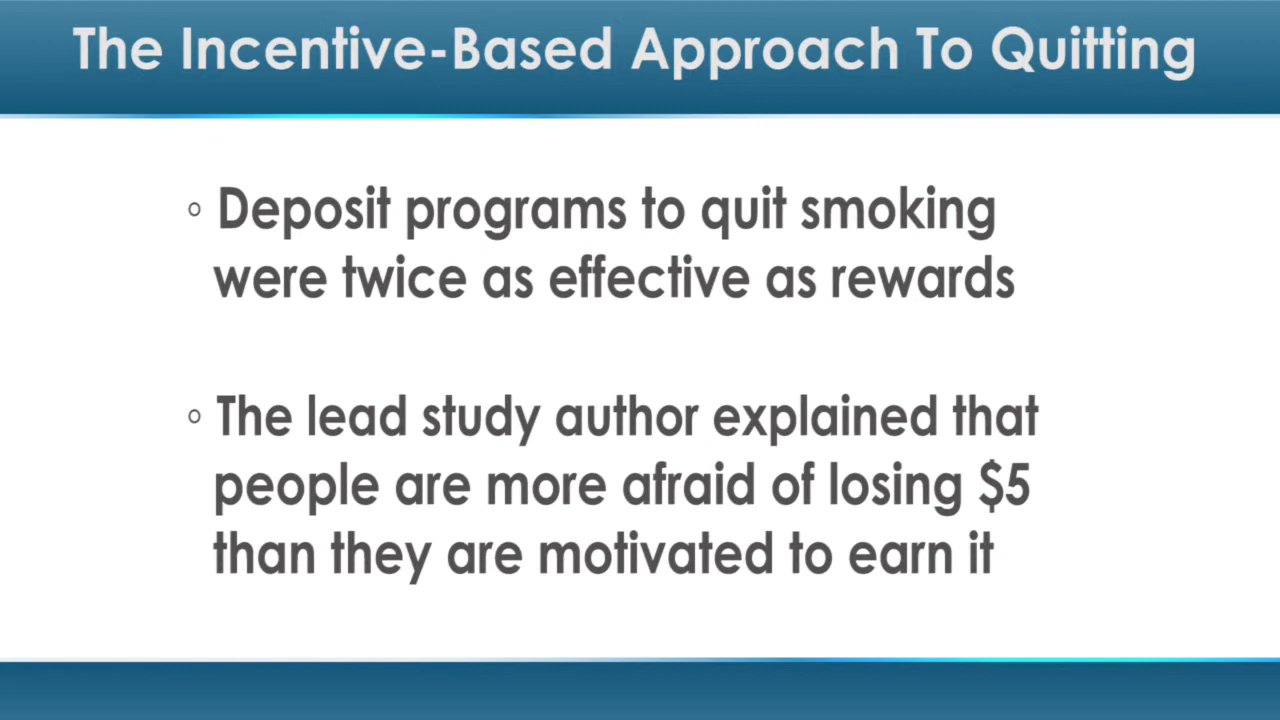 The Incentive-Based Approach To Quitting
◦ Deposit programs to quit smoking
were twice as effective as rewards
◦ The lead study author explained that
people are more afraid of losing $5
than they are motivated to earn it